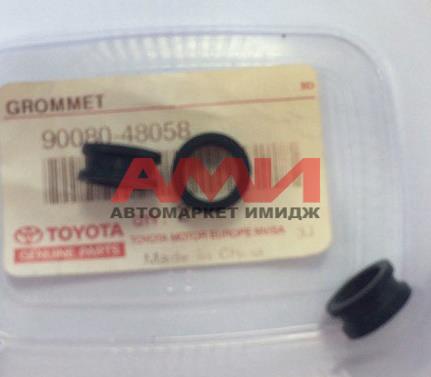 GROMMET
90080-48058
АМИ
АВТОМАРКЕТ ИМИДЖ
TOYOTA
GENUINE PARTS
TOYOTA MOTOR EUROPE NV/SA
Made in China